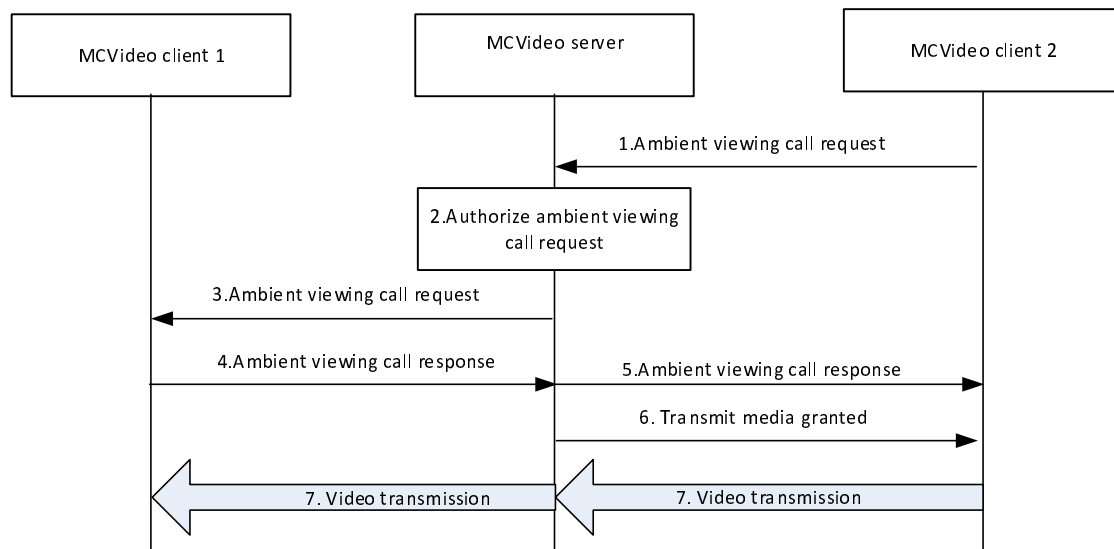 MCVideo client 1
MCVideo server
MCVideo client 2
1.Ambient viewing call request
2.Authorize ambient viewing
call request
3.Ambient viewing call request
4.Ambient viewing call response
5.Ambient viewing call response
6. Transmit media granted
7. Video transmission
7. Video transmission